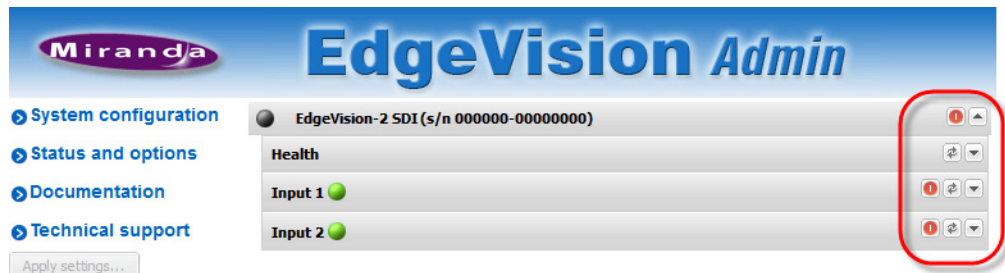 Miranda
EdgeVision Admin
System configuration
Status and options
Documentation
Technical support
Apply settings...
EdgeVision-2 SDI (s/n 000000-00000000)
Health
Input 1
Input 2